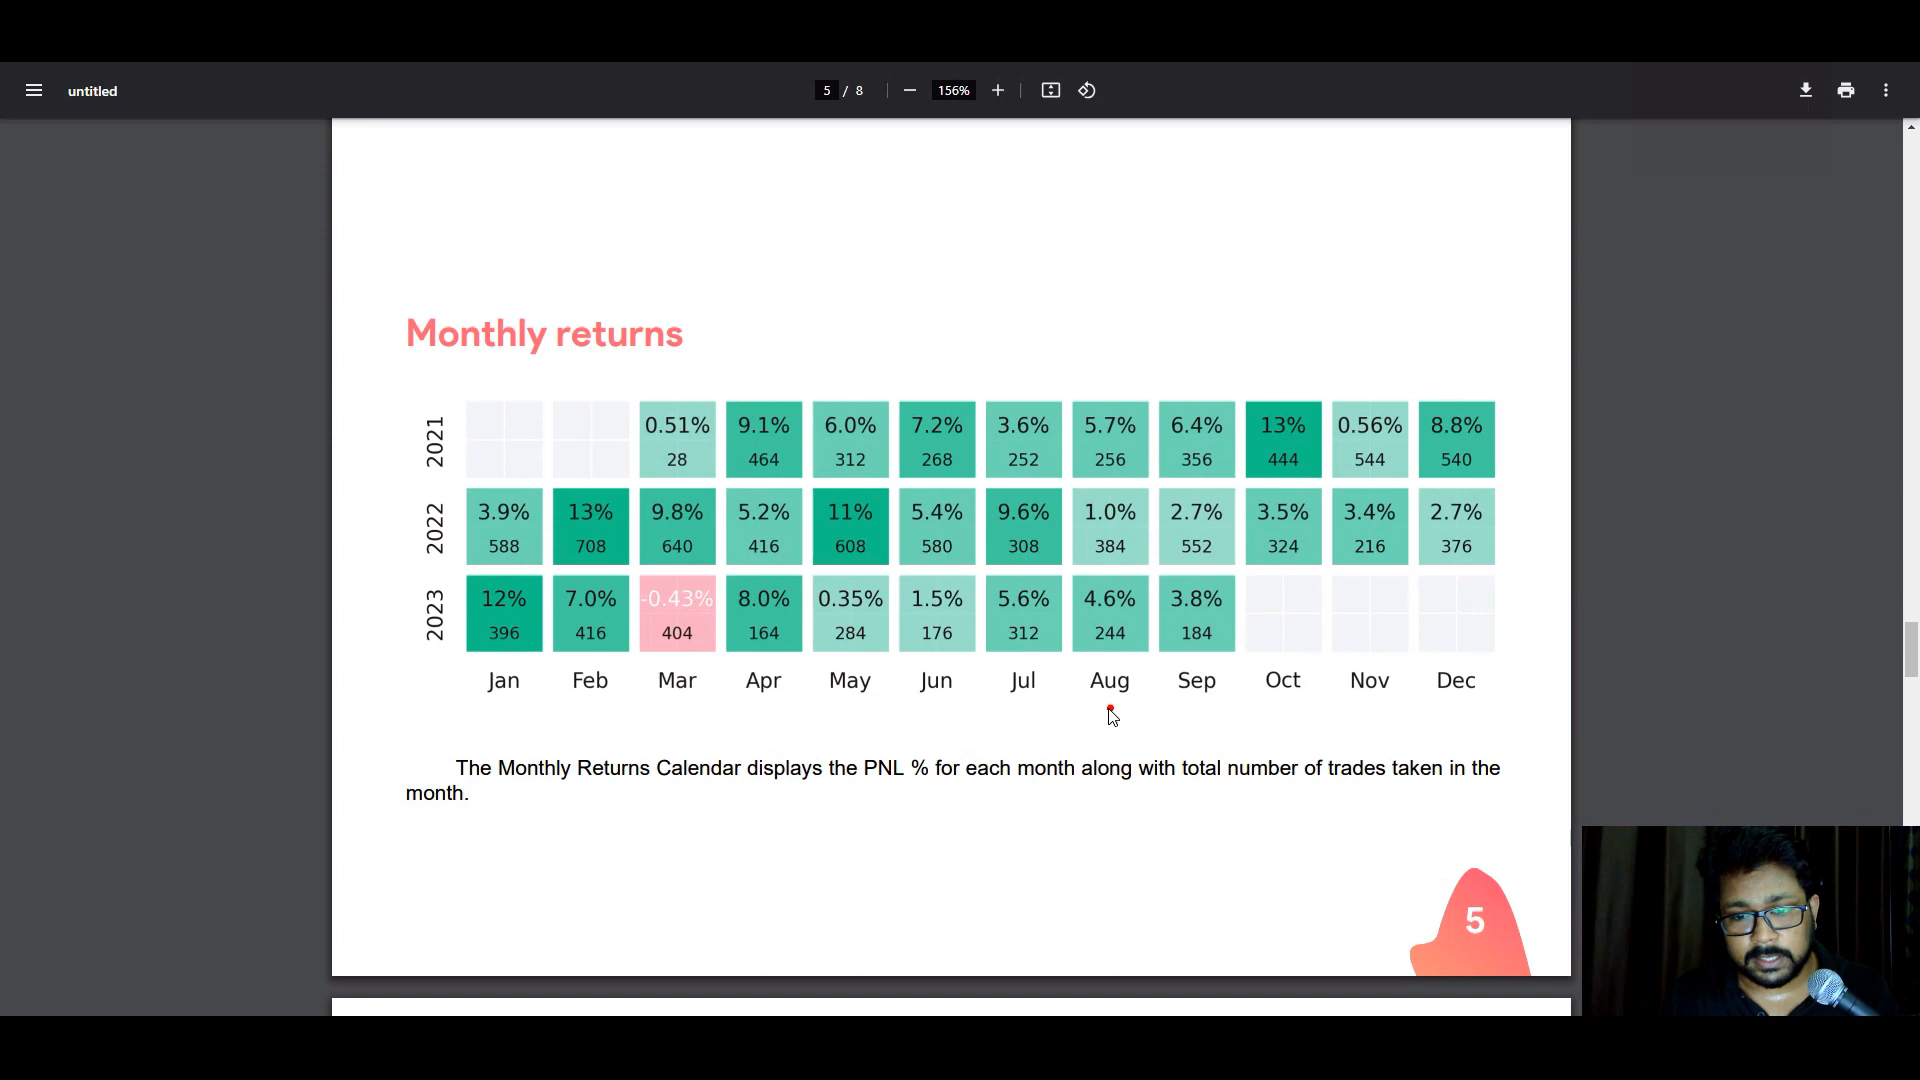 untitled
5 / 8
156%
Monthly returns
2021
0.51% 9.1% 6.0% 7.2% 3.6% 5.7% 6.4% 13% 0.56% 8.8%
28 464 312 268 252 256 356 444 544 540
2022
3.9% 13% 9.8% 5.2% 11% 5.4% 9.6% 1.0% 2.7% 3.5% 3.4% 2.7%
588 708 640 416 608 580 308 384 552 324 216 376
2023
12% 7.0% -0.43% 8.0% 0.35% 1.5% 5.6% 4.6% 3.8%
396 416 404 164 284 176 312 244 184
Jan Feb Mar Apr May Jun Jul Aug Sep Oct Nov Dec
The Monthly Returns Calendar displays the PNL % for each month along with total number of trades taken in the
month.
5